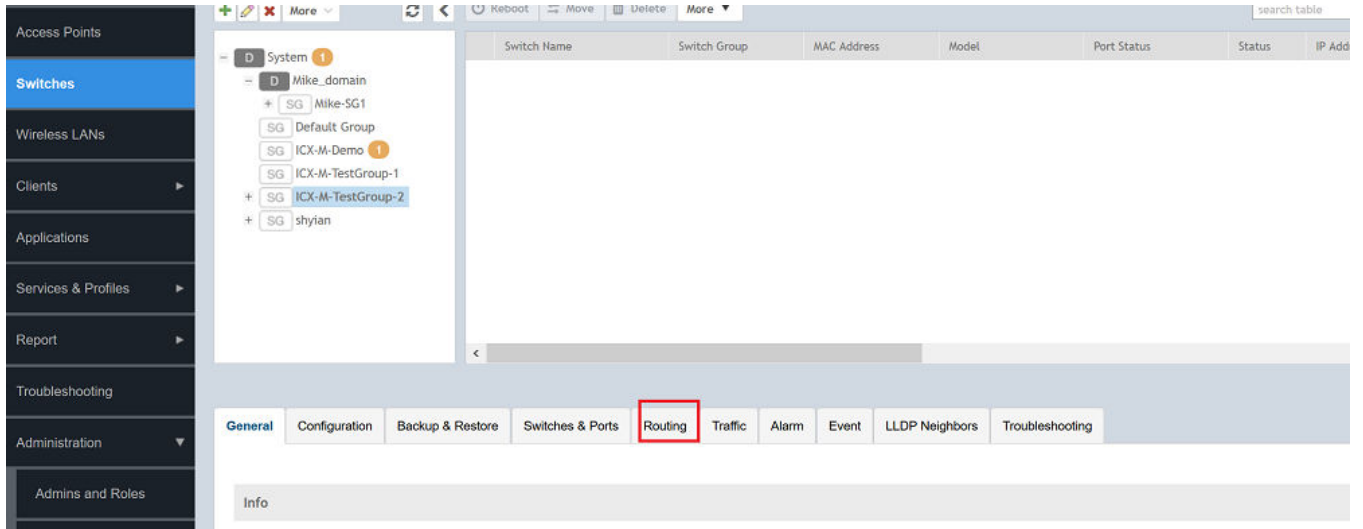 More
Reboot Move Delete More
search table
Access Points
Switches
Wireless LANs
Clients
Applications
Services & Profiles
Report
Troubleshooting
Administration
Admins and Roles
D System 1
D Mike_domain
SG Mike-SG1
SG Default Group
SG ICX-M-Demo 1
SG ICX-M-TestGroup-1
SG ICX-M-TestGroup-2
SG shyian
Switch Name Switch Group MAC Address Model Port Status Status IP Add
General Configuration Backup & Restore Switches & Ports Routing Traffic Alarm Event LLDP Neighbors Troubleshooting
Info